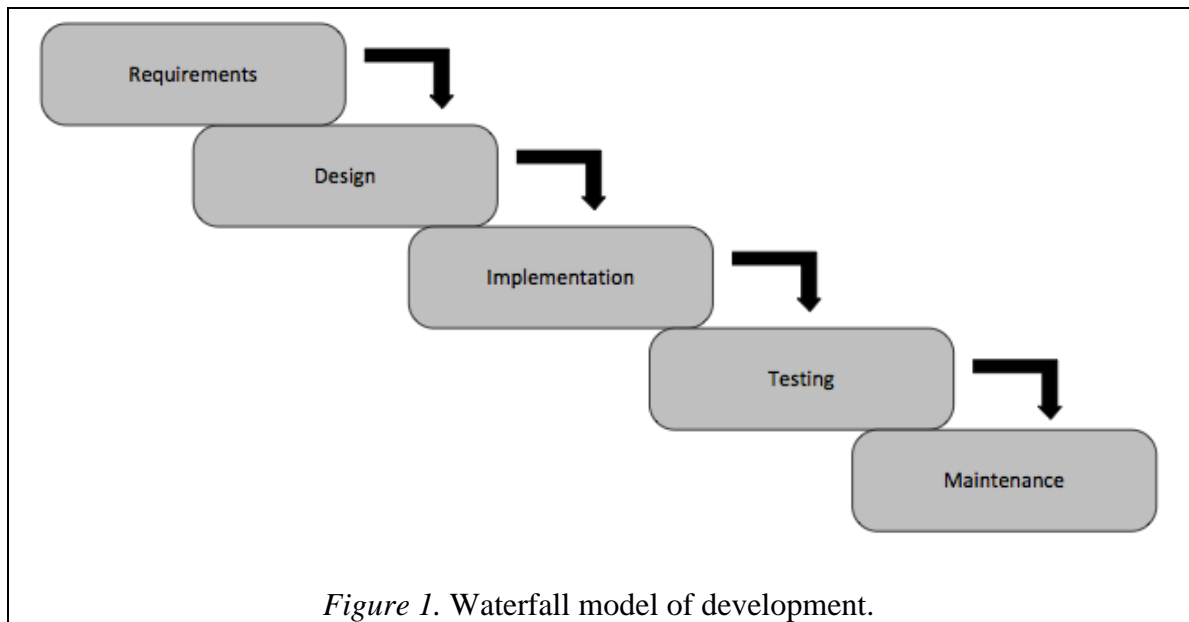 Requirements
Design
Implementation
Testing
Maintenance
Figure 1. Waterfall model of development.